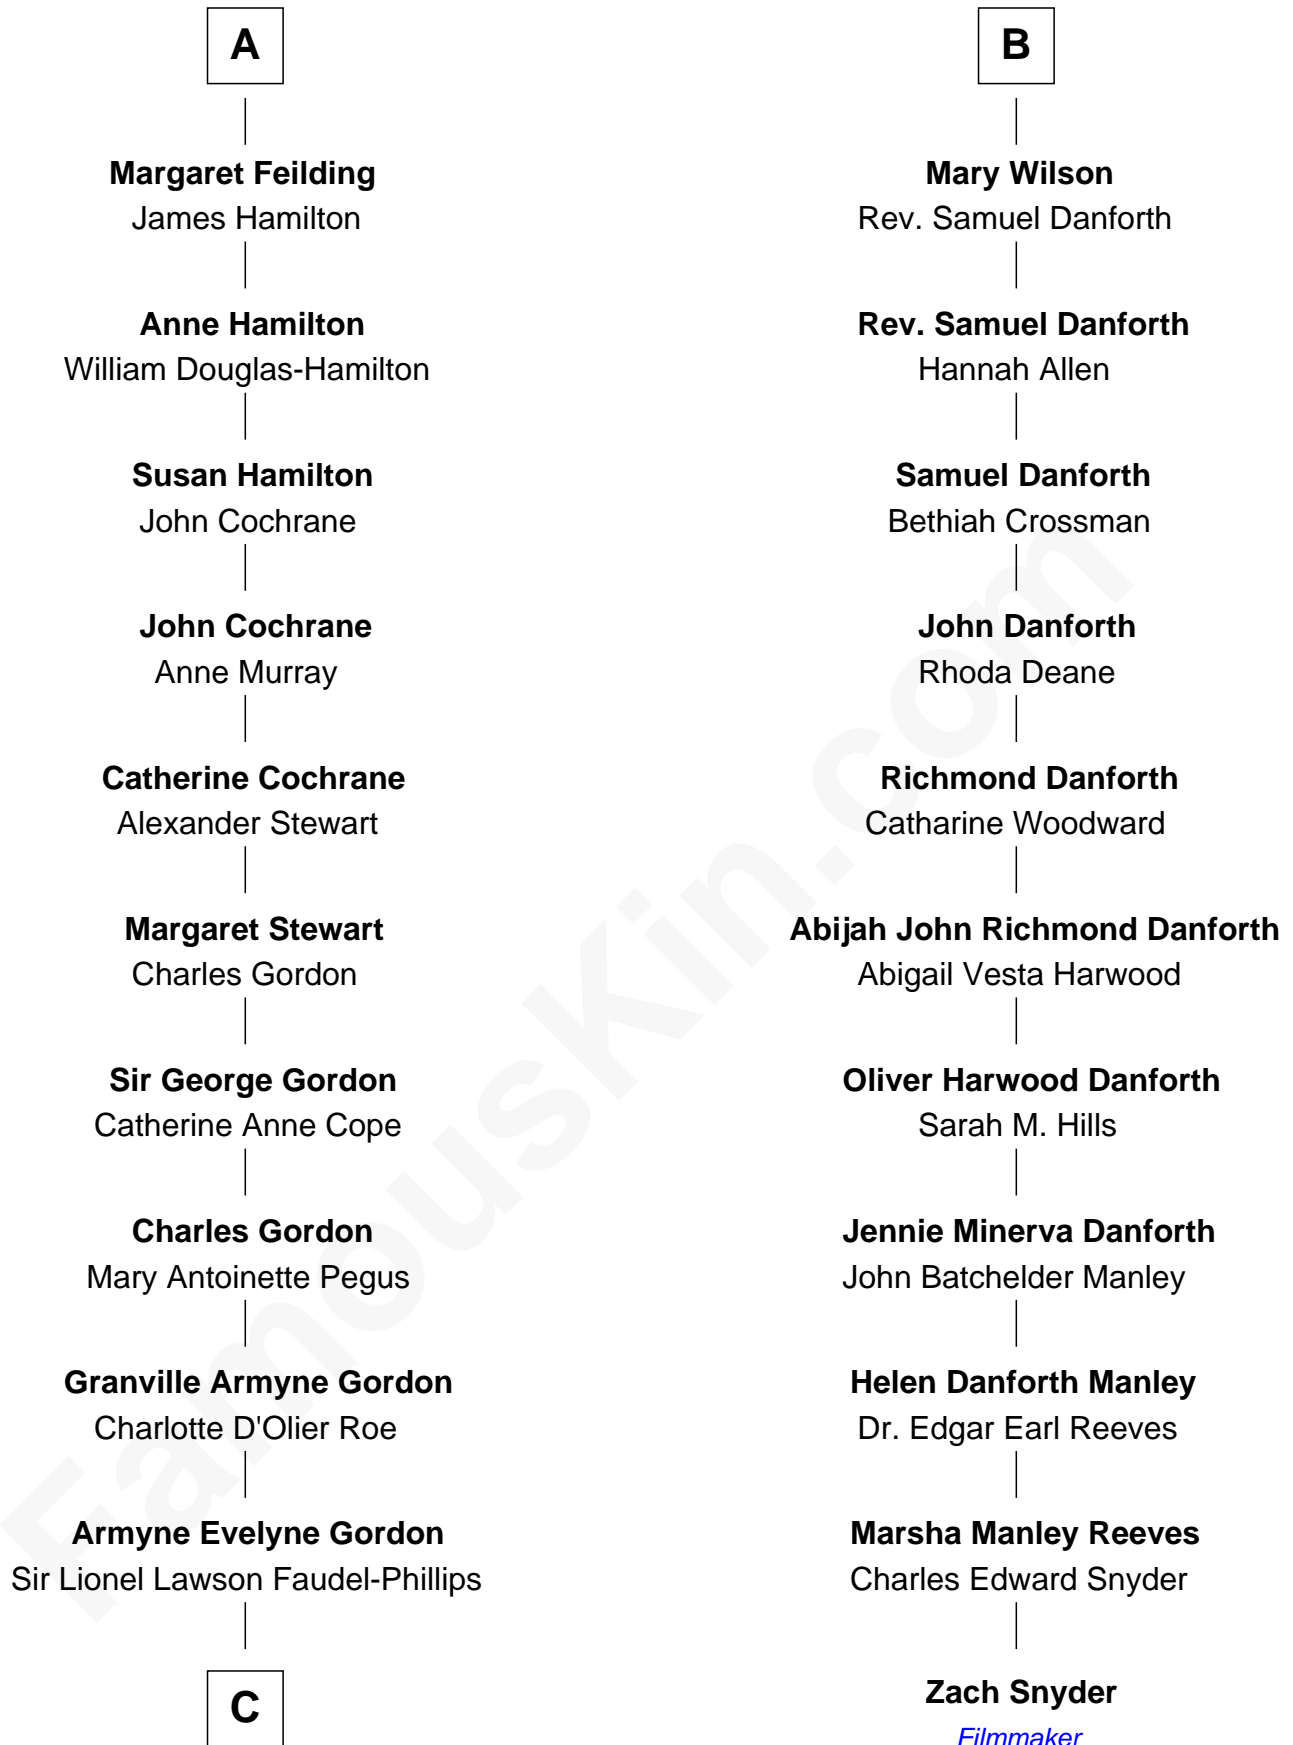 A
Margaret Feilding
James Hamilton
Anne Hamilton
William Douglas-Hamilton
Susan Hamilton
John Cochrane
John Cochrane
Anne Murray
Catherine Cochrane
Alexander Stewart
Margaret Stewart
Charles Gordon
Sir George Gordon
Catherine Anne Cope
Charles Gordon
Mary Antoinette Pegus
Granville Armyne Gordon
Charlotte D'Olier Roe
Armyne Evelyne Gordon
Sir Lionel Lawson Faudel-Phillips
C
B
Mary Wilson
Rev. Samuel Danforth
Rev. Samuel Danforth
Hannah Allen
Samuel Danforth
Bethiah Crossman
John Danforth
Rhoda Deane
Richmond Danforth
Catharine Woodward
Abijah John Richmond Danforth
Abigail Vesta Harwood
Oliver Harwood Danforth
Sarah M. Hills
Jennie Minerva Danforth
John Batchelder Manley
Helen Danforth Manley
Dr. Edgar Earl Reeves
Marsha Manley Reeves
Charles Edward Snyder
Zach Snyder
Filmmaker
FamousKin.com